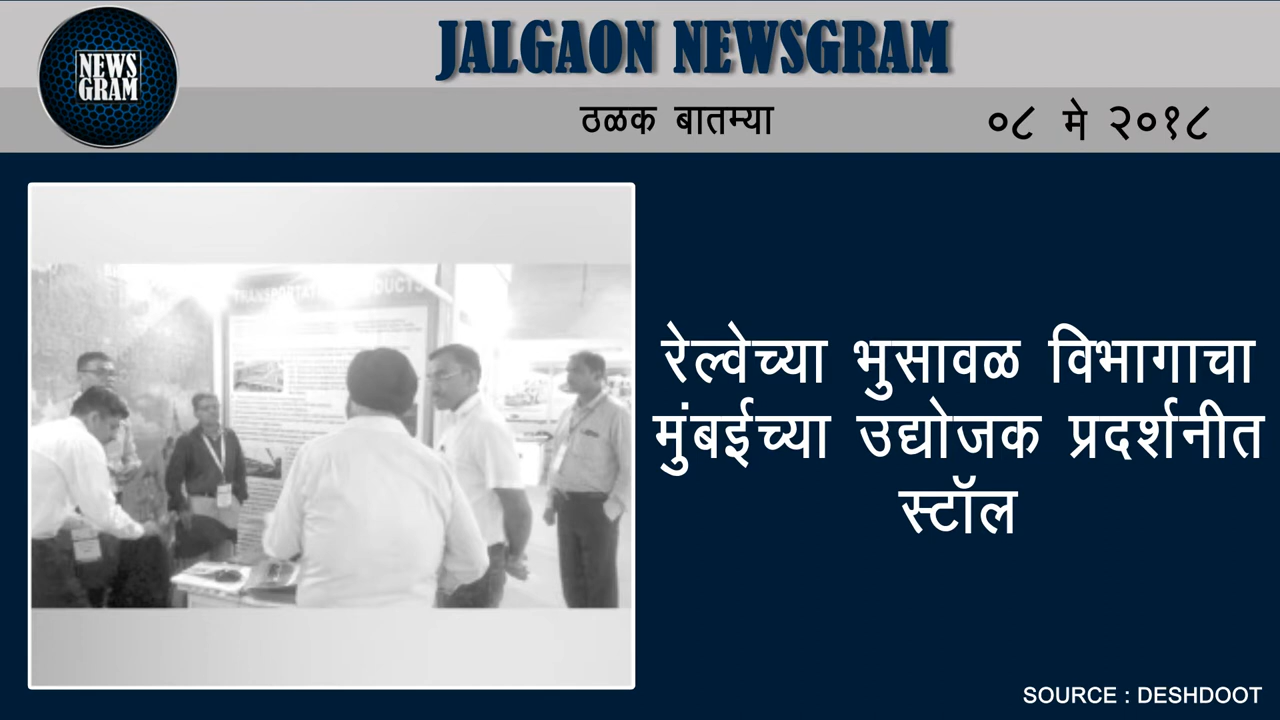 NEWS
GRAM
JALGAON NEWSGRAM
ठळक बातम्या
०८ मे २०१८
रेल्वेच्या भुसावळ विभागाचा
मुंबईच्या उद्योजक प्रदर्शनीत
स्टॉल
SOURCE : DESHDOOT